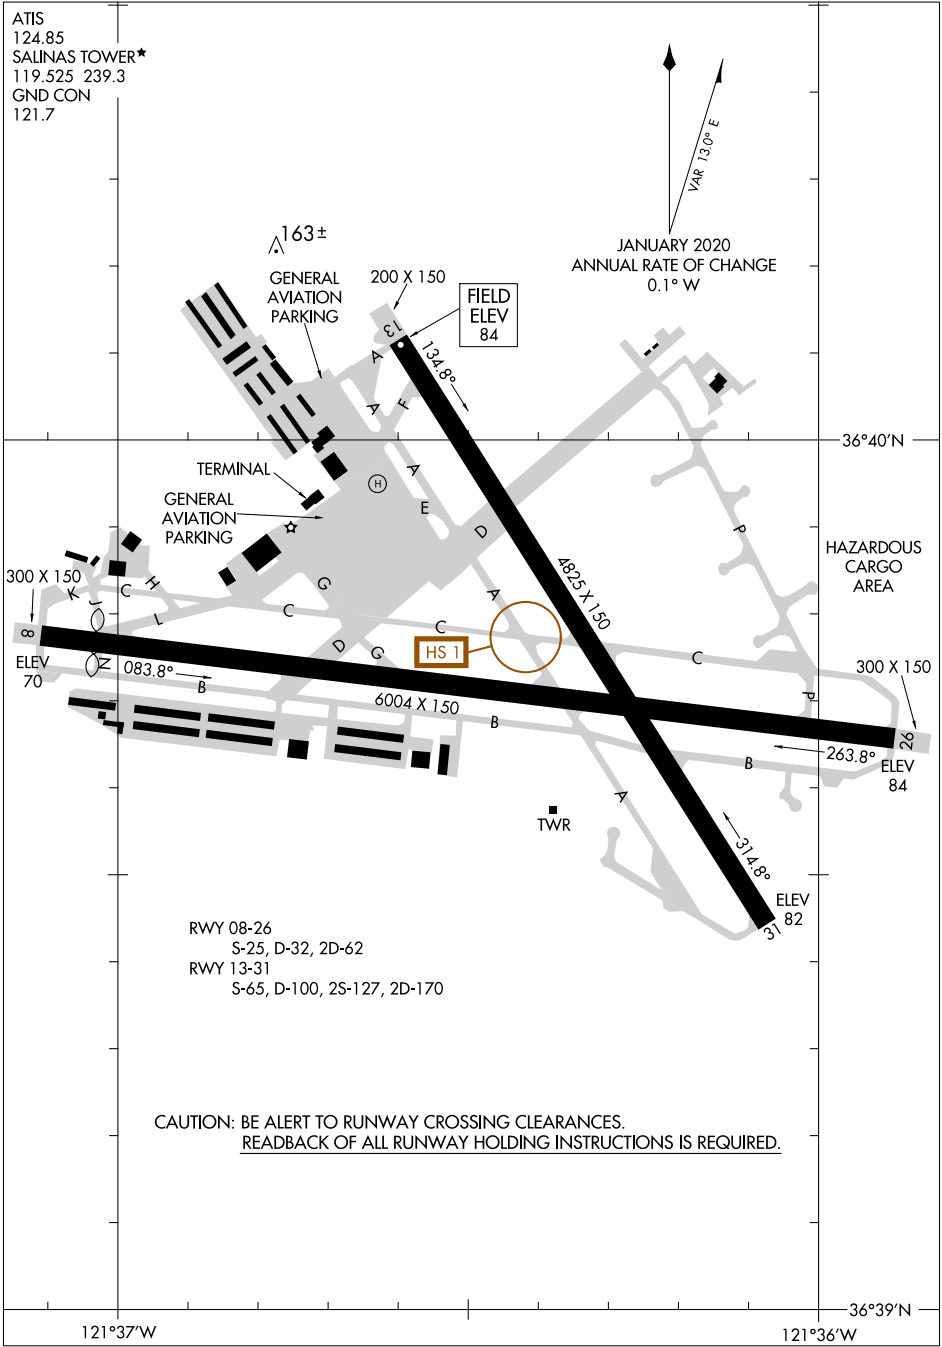 ATIS
124.85
SALINAS TOWER★
119.525 239.3
GND CON
121.7
VAR 13.0° E
JANUARY 2020
ANNUAL RATE OF CHANGE
0.1° W
163±
GENERAL
AVIATION
PARKING
200 X 150
FIELD
ELEV
84
13
134.8°
A
A
F
A
E
D
36°40'N
TERMINAL
H
GENERAL
AVIATION
PARKING
P
HAZARDOUS
CARGO
AREA
4825 X 150
300 X 150
K
J
H
C
L
G
C
A
C
HS 1
C
8
ELEV
70
N
083.8°
B
D
G
6004 X 150
B
P
300 X 150
26
263.8°
ELEV
84
B
A
TWR
314.8°
ELEV
82
31
RWY 08-26
S-25, D-32, 2D-62
RWY 13-31
S-65, D-100, 2S-127, 2D-170
CAUTION: BE ALERT TO RUNWAY CROSSING CLEARANCES.
READBACK OF ALL RUNWAY HOLDING INSTRUCTIONS IS REQUIRED.
36°39'N
121°37'W
121°36'W